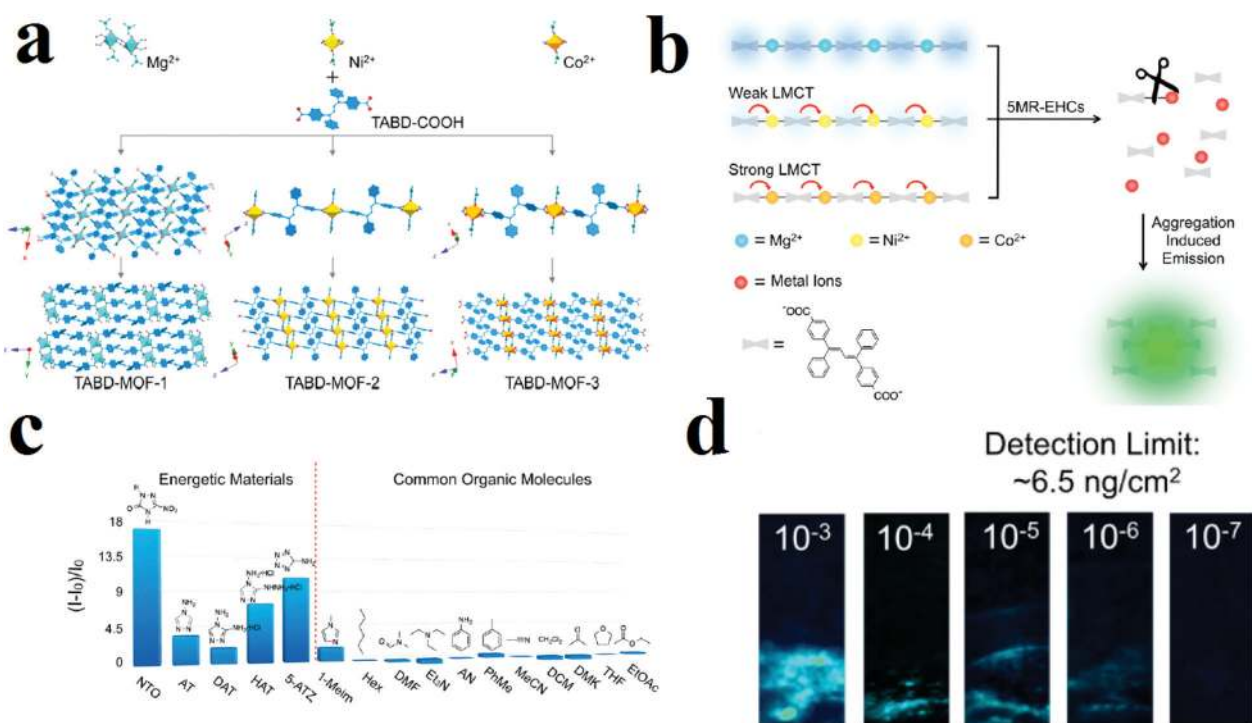 a
Mg²⁺
Ni²⁺
Co²⁺
+
TABD-COOH
TABD-MOF-1
TABD-MOF-2
TABD-MOF-3
b
Weak LMCT
Strong LMCT
5MR-EHCs
= Mg²⁺
= Ni²⁺
= Co²⁺
= Metal Ions
Aggregation
Induced
Emission
⁻OOC
=
COO⁻
c
Energetic Materials
Common Organic Molecules
(I-I₀)/I₀
18
13.5
9
4.5
0
NTO
AT
DAT
HAT
5-ATZ
1-Meim
Hex
DMF
Et₃N
AN
PhMe
MeCN
DCM
DMK
THF
EtOAc
d
Detection Limit:
~6.5 ng/cm²
10⁻³
10⁻⁴
10⁻⁵
10⁻⁶
10⁻⁷